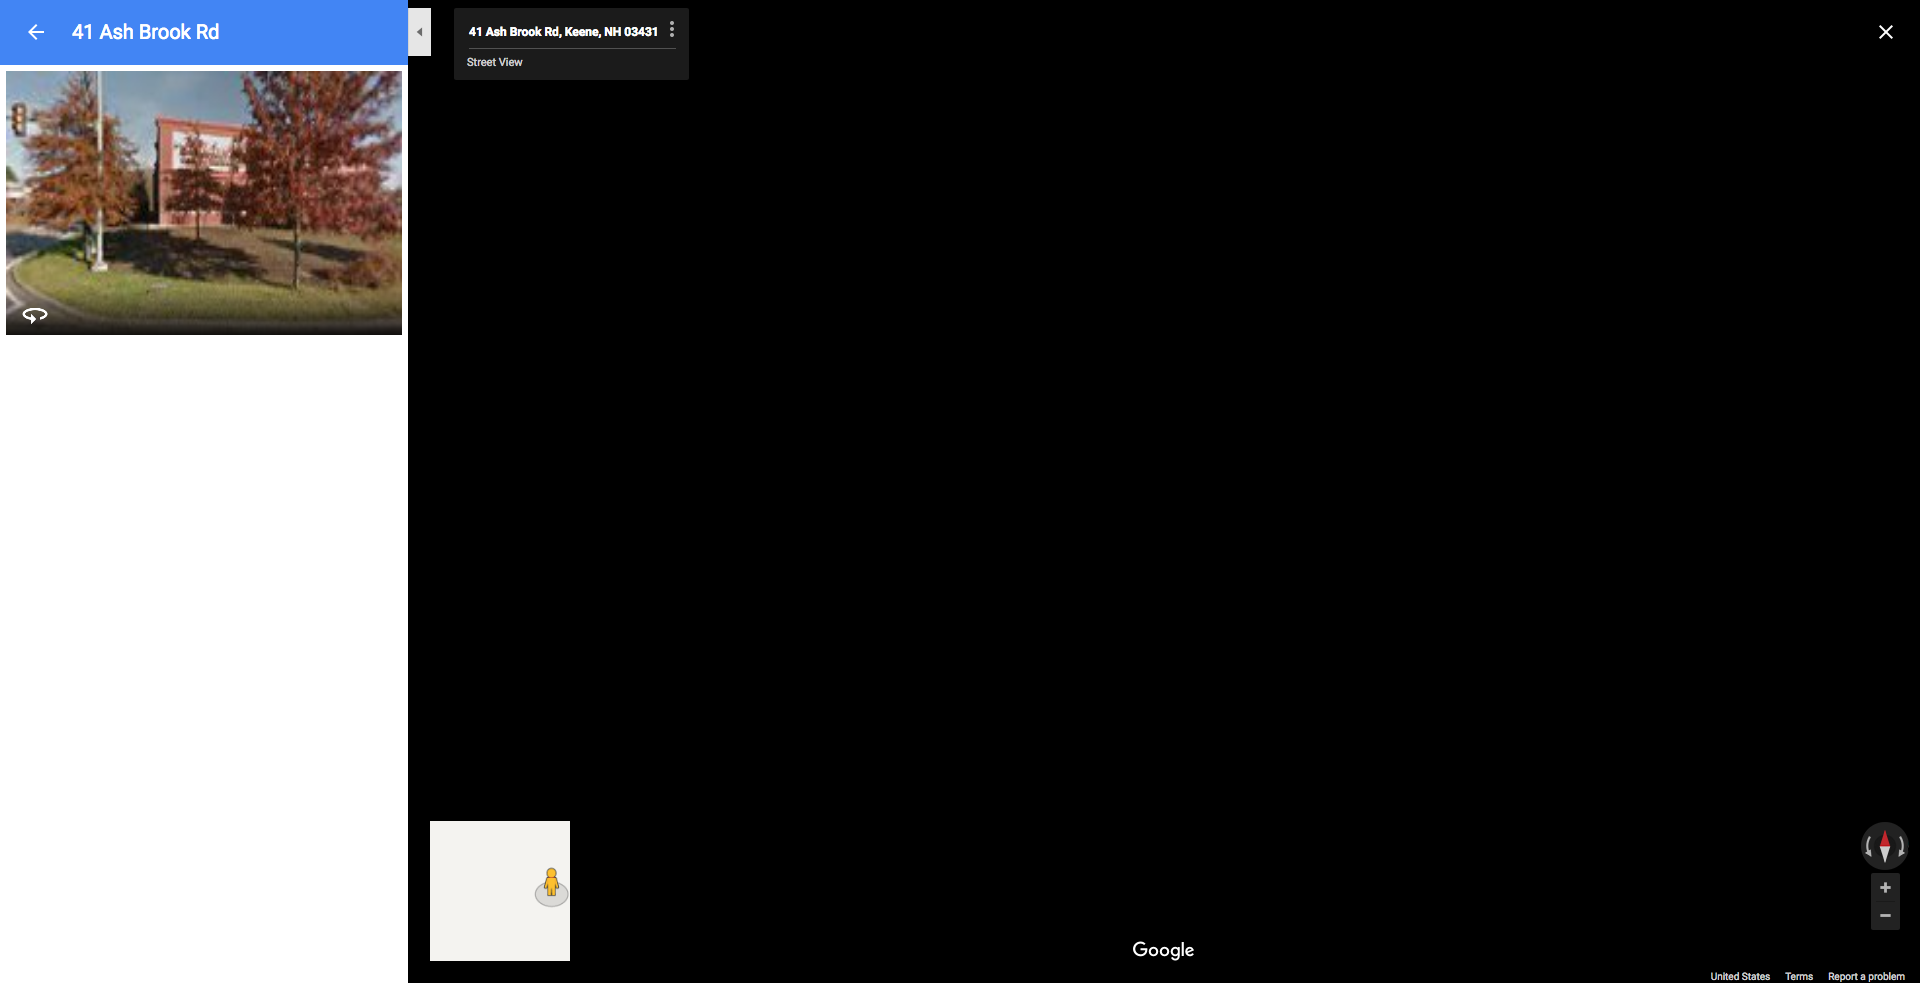 41 Ash Brook Rd
41 Ash Brook Rd, Keene, NH 03431
Street View
Google
United States Terms Report a problem